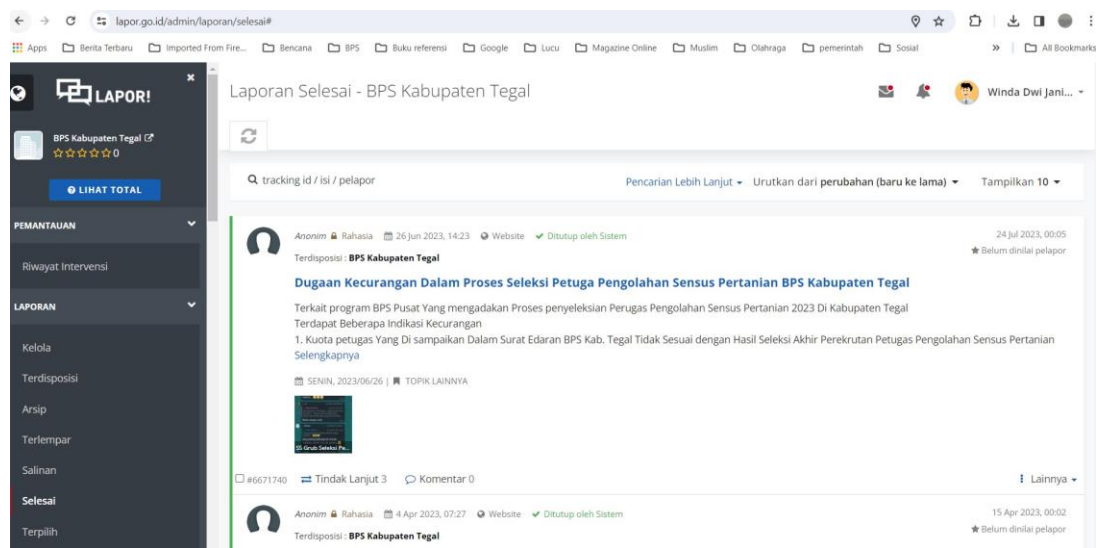 lapor.go.id/admin/laporan/selesai#
Apps Berita Terbaru Imported From Fire... Bencana BPS Buku referensi Google Lucu Magazine Online Muslim Olahraga pemerintah Sosial » All Bookmarks
LAPOR! ×
BPS Kabupaten Tegal
0
LIHAT TOTAL
PEMANTAUAN
Riwayat Intervensi
LAPORAN
Kelola
Terdisposisi
Arsip
Terlempar
Salinan
Selesai
Terpilih
Laporan Selesai - BPS Kabupaten Tegal
Winda Dwi Jani...
tracking id / isi / pelapor
Pencarian Lebih Lanjut Urutkan dari perubahan (baru ke lama) Tampilkan 10
Anonim Rahasia 26 Jun 2023, 14:23 Website Ditutup oleh Sistem
24 Jul 2023, 00:05
Belum dinilai pelapor
Terdisposisi : BPS Kabupaten Tegal
Dugaan Kecurangan Dalam Proses Seleksi Petuga Pengolahan Sensus Pertanian BPS Kabupaten Tegal
Terkait program BPS Pusat Yang mengadakan Proses penyeleksian Perugas Pengolahan Sensus Pertanian 2023 Di Kabupaten Tegal
Terdapat Beberapa Indikasi Kecurangan
1. Kuota petugas Yang Di sampaikan Dalam Surat Edaran BPS Kab. Tegal Tidak Sesuai dengan Hasil Seleksi Akhir Perekrutan Petugas Pengolahan Sensus Pertanian
Selengkapnya
SENIN, 2023/06/26 | TOPIK LAINNYA
SS Grub Seleksi Pe...
#6671740 Tindak Lanjut 3 Komentar 0 Lainnya
Anonim Rahasia 4 Apr 2023, 07:27 Website Ditutup oleh Sistem
15 Apr 2023, 00:02
Belum dinilai pelapor
Terdisposisi : BPS Kabupaten Tegal